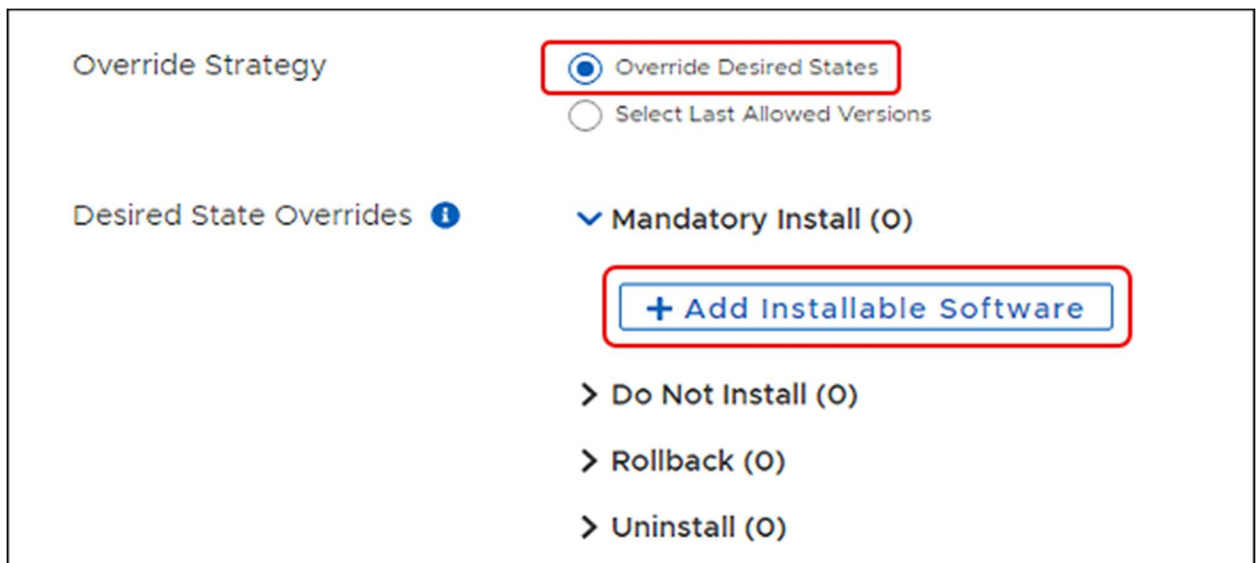 Override Strategy
Override Desired States
Select Last Allowed Versions
Desired State Overrides
Mandatory Install (0)
+ Add Installable Software
Do Not Install (0)
Rollback (0)
Uninstall (0)